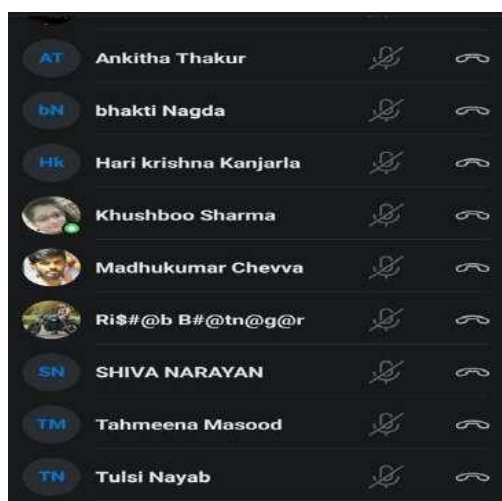 AT Ankitha Thakur
bN bhakti Nagda
Hk Hari krishna Kanjarla
Khushboo Sharma
Madhukumar Chevva
Ri$#@b B#@tn@g@r
SN SHIVA NARAYAN
TM Tahmeena Masood
TN Tulsi Nayab